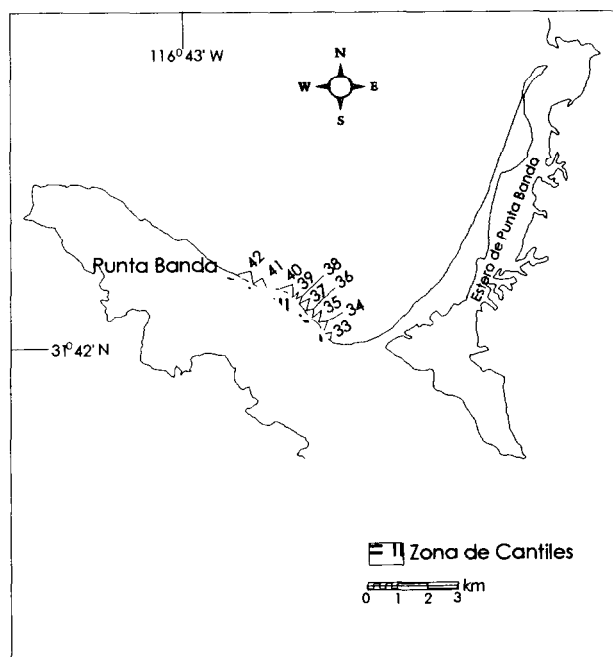 116° 43' W
N
W E
S
Estero de Punta Banda
Punta Banda
42
41
40
39
38
37
36
35
34
33
31° 42' N
Zona de Cantiles
km
0 1 2 3